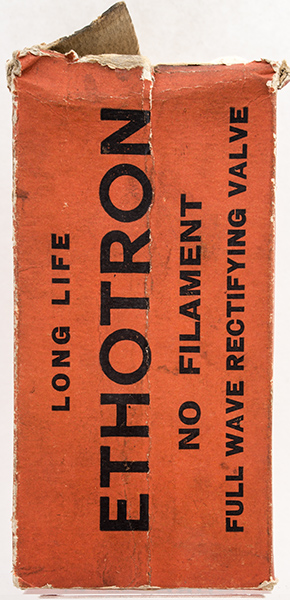 LONG LIFE
ETHOTRON
NO FILAMENT
FULL WAVE RECTIFYING VALVE